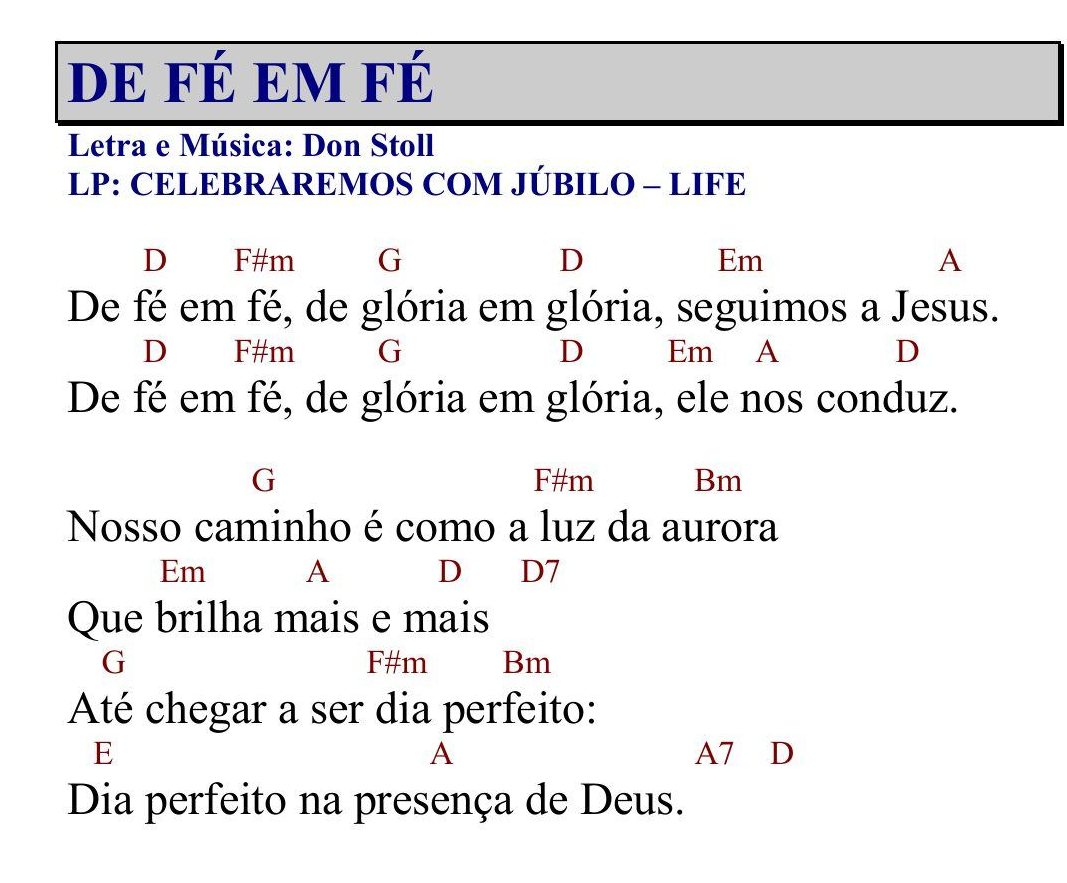 DE FÉ EM FÉ
Letra e Música: Don Stoll
LP: CELEBRAREMOS COM JÚBILO – LIFE
D F#m G D Em A
De fé em fé, de glória em glória, seguimos a Jesus.
D F#m G D Em A D
De fé em fé, de glória em glória, ele nos conduz.
G F#m Bm
Nosso caminho é como a luz da aurora
Em A D D7
Que brilha mais e mais
G F#m Bm
Até chegar a ser dia perfeito:
E A A7 D
Dia perfeito na presença de Deus.